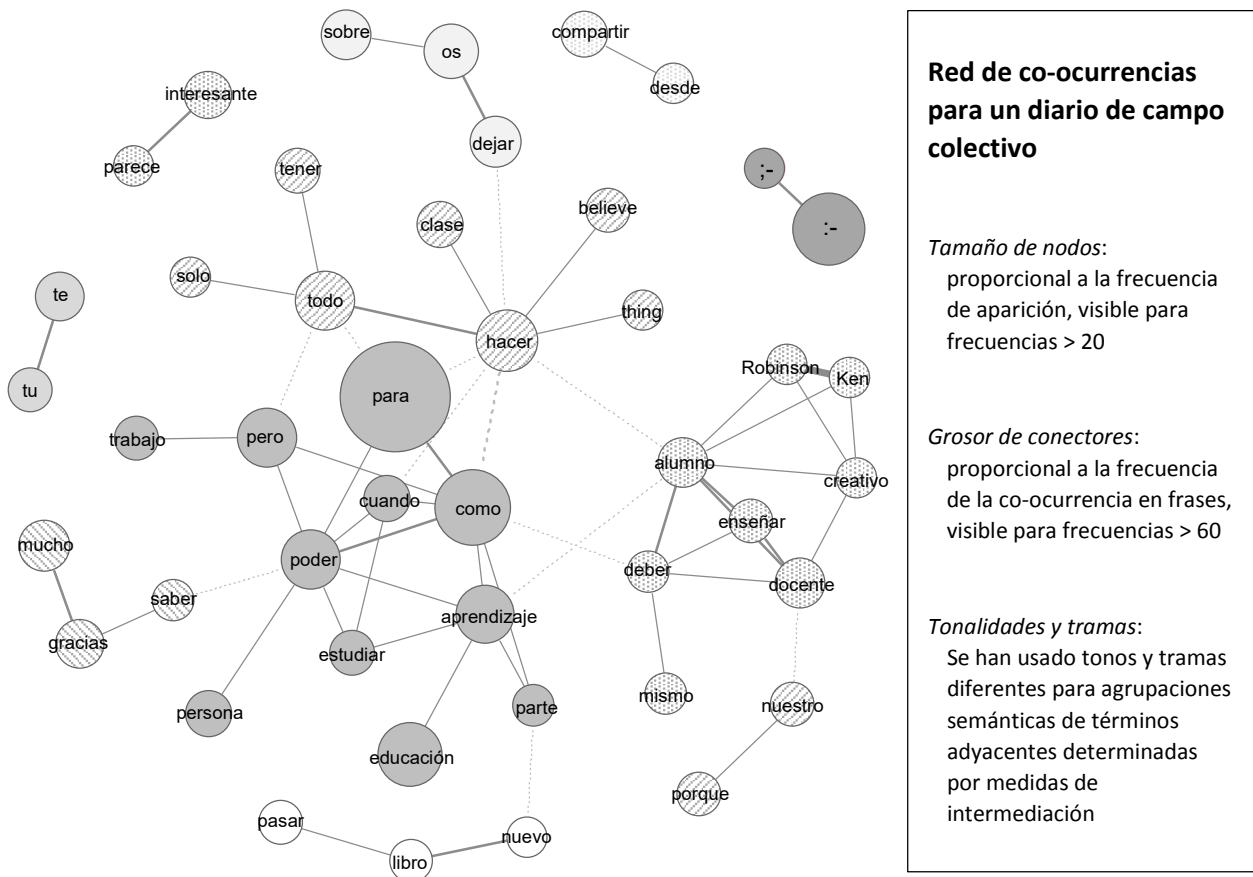 sobre
os
compartir
desde
interesante
parece
dejar
tener
;-
:-
believe
clase
solo
todo
thing
te
hacer
tu
para
Robinson
Ken
trabajo
pero
alumno
creativo
cuando
como
enseñar
mucho
poder
deber
docente
saber
aprendizaje
gracias
estudiar
mismo
nuestro
persona
parte
educación
porque
pasar
nuevo
libro
Red de co-ocurrencias
para un diario de campo
colectivo
Tamaño de nodos:
proporcional a la frecuencia
de aparición, visible para
frecuencias > 20
Grosor de conectores:
proporcional a la frecuencia
de la co-ocurrencia en frases,
visible para frecuencias > 60
Tonalidades y tramas:
Se han usado tonos y tramas
diferentes para agrupaciones
semánticas de términos
adyacentes determinadas
por medidas de
intermediación